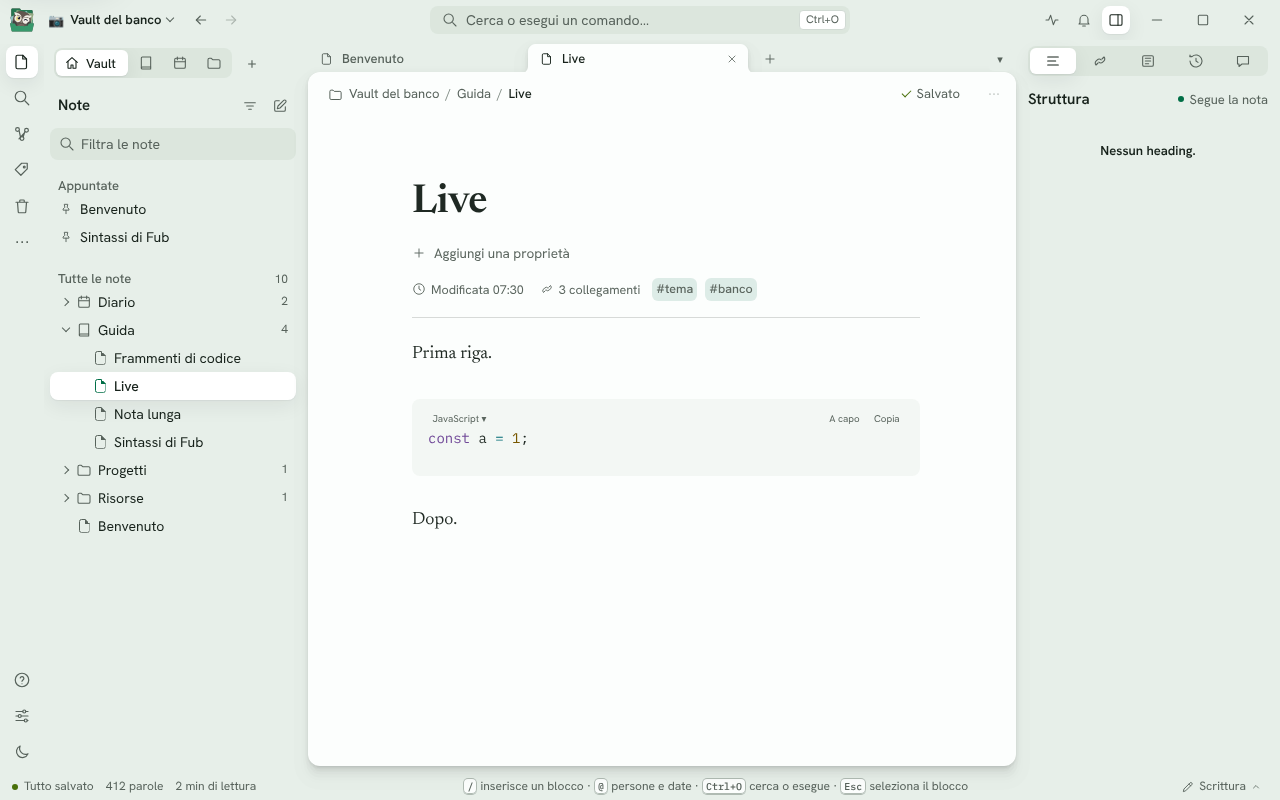 Vault del banco
Cerca o esegui un comando...
Ctrl+O
Vault
Benvenuto
Live
Note
Filtra le note
Appuntate
Benvenuto
Sintassi di Fub
Tutte le note 10
Diario 2
Guida 4
Frammenti di codice
Live
Nota lunga
Sintassi di Fub
Progetti 1
Risorse 1
Benvenuto
Vault del banco / Guida / Live
Salvato
Live
Aggiungi una proprietà
Modificata 07:30 3 collegamenti #tema #banco
Prima riga.
JavaScript ▾ A capo Copia
const a = 1;
Dopo.
Struttura Segue la nota
Nessun heading.
Tutto salvato 412 parole 2 min di lettura
/ inserisce un blocco · @ persone e date · Ctrl+O cerca o esegue · Esc seleziona il blocco
Scrittura